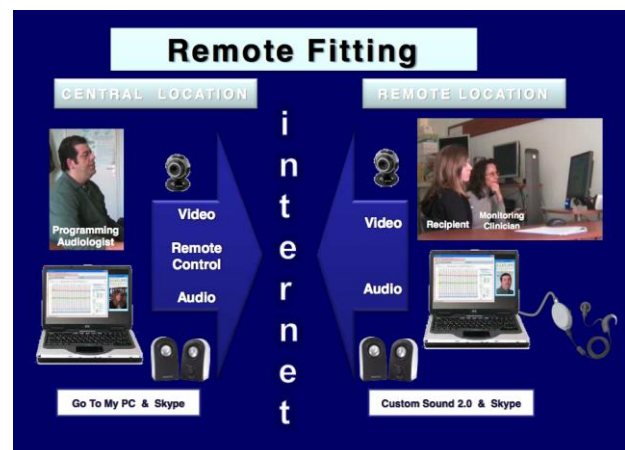 Remote Fitting
CENTRAL LOCATION
REMOTE LOCATION
internet
Programming
Audiologist
Video
Remote
Control
Audio
Video
Audio
Recipient
Monitoring
Clinician
Go To My PC & Skype
Custom Sound 2.0 & Skype